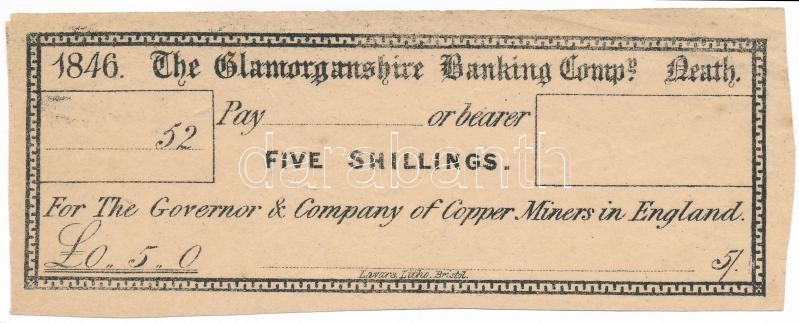 1846. The Glamorganshire Banking Compy. Neath.
Pay or bearer
52
FIVE SHILLINGS.
darabanth
For The Governor & Company of Copper Miners in England.
£0.. 5.. 0 5/.
Lavars, Litho, Bristol.